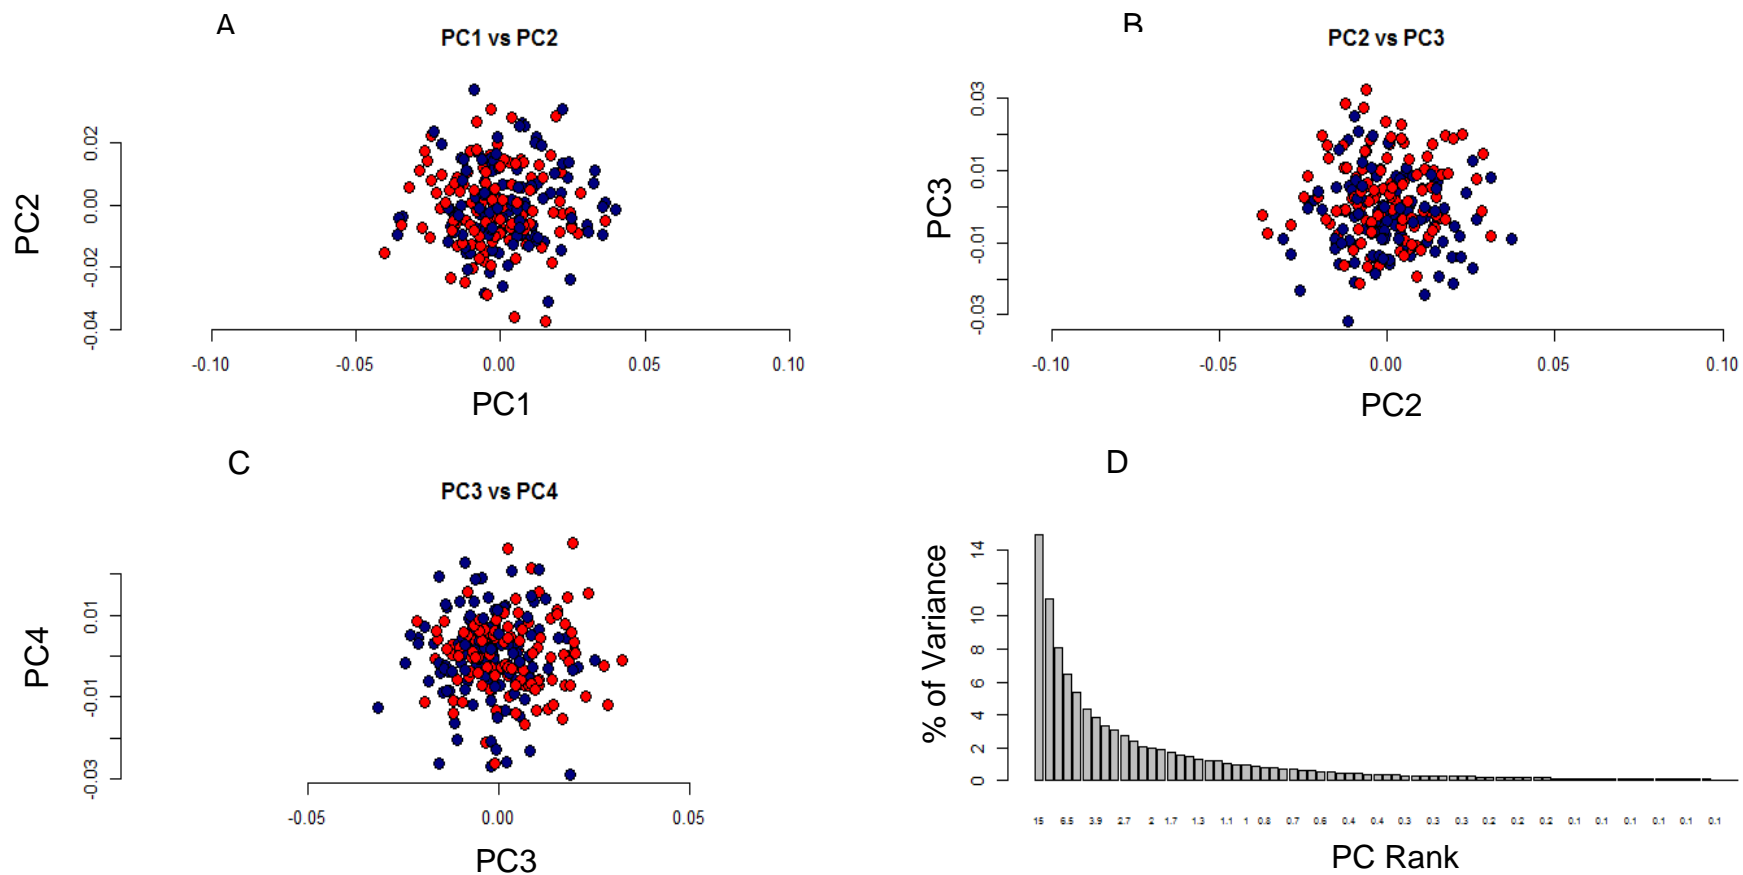 A
PC1 vs PC2
PC2
0.02
0.00
-0.02
-0.04
-0.10 -0.05 0.00 0.05 0.10
PC1
B
PC2 vs PC3
PC3
0.03
0.01
-0.01
-0.03
-0.10 -0.05 0.00 0.05 0.10
PC2
C
PC3 vs PC4
PC4
0.01
-0.01
-0.03
-0.05 0.00 0.05
PC3
D
% of Variance
14
10
8
6
4
2
0
15 6.5 3.9 2.7 2 1.7 1.3 1.1 1 0.8 0.7 0.6 0.4 0.4 0.3 0.3 0.3 0.2 0.2 0.2 0.1 0.1 0.1 0.1 0.1 0.1
PC Rank